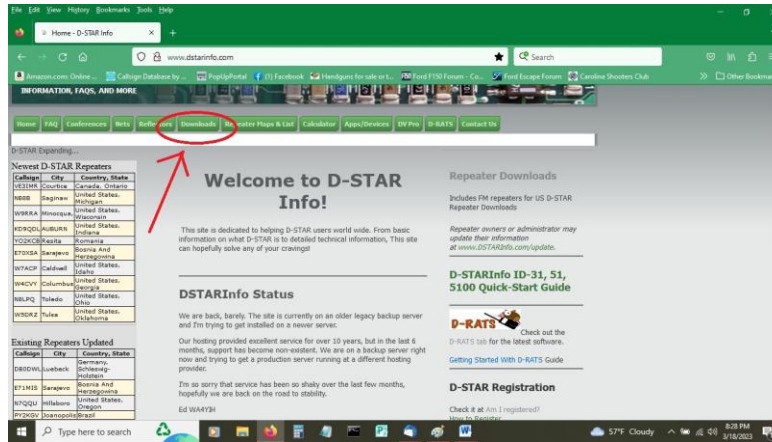 File Edit View History Bookmarks Tools Help
Home - D-STAR Info
www.dstarinfo.com
Search
Amazon.com: Online ... Callsign Database by ... PopUpPortal (1) Facebook Handguns for sale or t... Ford F150 Forum - Co... Ford Escape Forum Carolina Shooters Club Other Bookma
INFORMATION, FAQS, AND MORE
Home FAQ Conferences Nets Reflectors Downloads Repeater Maps & List Calculator Apps/Devices DV Pro D-RATS Contact Us
D-STAR Expanding...
Newest D-STAR Repeaters
Callsign City Country, State
VE3IMR Courtice Canada, Ontario
N8BB Saginaw United States, Michigan
W9RRA Minocqua, United States, Wisconsin
KD9QDL AUBURN United States, Indiana
YO2KCB Resita Romania
E70XSA Sarajevo Bosnia And Herzegovina
W7ACP Caldwell United States, Idaho
W4CVY Columbus United States, Georgia
N8LPQ Toledo United States, Ohio
W5DRZ Tulsa United States, Oklahoma
Existing Repeaters Updated
Callsign City Country, State
DB0DWL Luebeck Germany, Schleswig-Holstein
E71MIS Sarajevo Bosnia And Herzegovina
N7QQU Hillsboro United States, Oregon
PY2KGV Joanopolis Brazil
Welcome to D-STAR
Info!
This site is dedicated to helping D-STAR users world wide. From basic
information on what D-STAR is to detailed technical information, This site
can hopefully solve any of your cravings!
DSTARInfo Status
We are back, barely. The site is currently on an older legacy backup server
and I'm trying to get installed on a newer server.
Our hosting provided excellent service for over 10 years, but in the last 6
months, support has become non-existent. We are on a backup server right
now and trying to get a production server running at a different hosting
provider.
I'm so sorry that service has been so shaky over the last few months,
hopefully we are back on the road to stability.
Ed WA4YIH
Repeater Downloads
Includes FM repeaters for US D-STAR
Repeater Downloads
Repeater owners or administrator may
update their information
at www.DSTARInfo.com/update.
D-STARInfo ID-31, 51,
5100 Quick-Start Guide
D-RATS
Check out the
D-RATS tab for the latest software.
Getting Started With D-RATS Guide
D-STAR Registration
Check it at Am I registered?
How to Register
Type here to search
57°F Cloudy
8:28 PM
3/18/2023